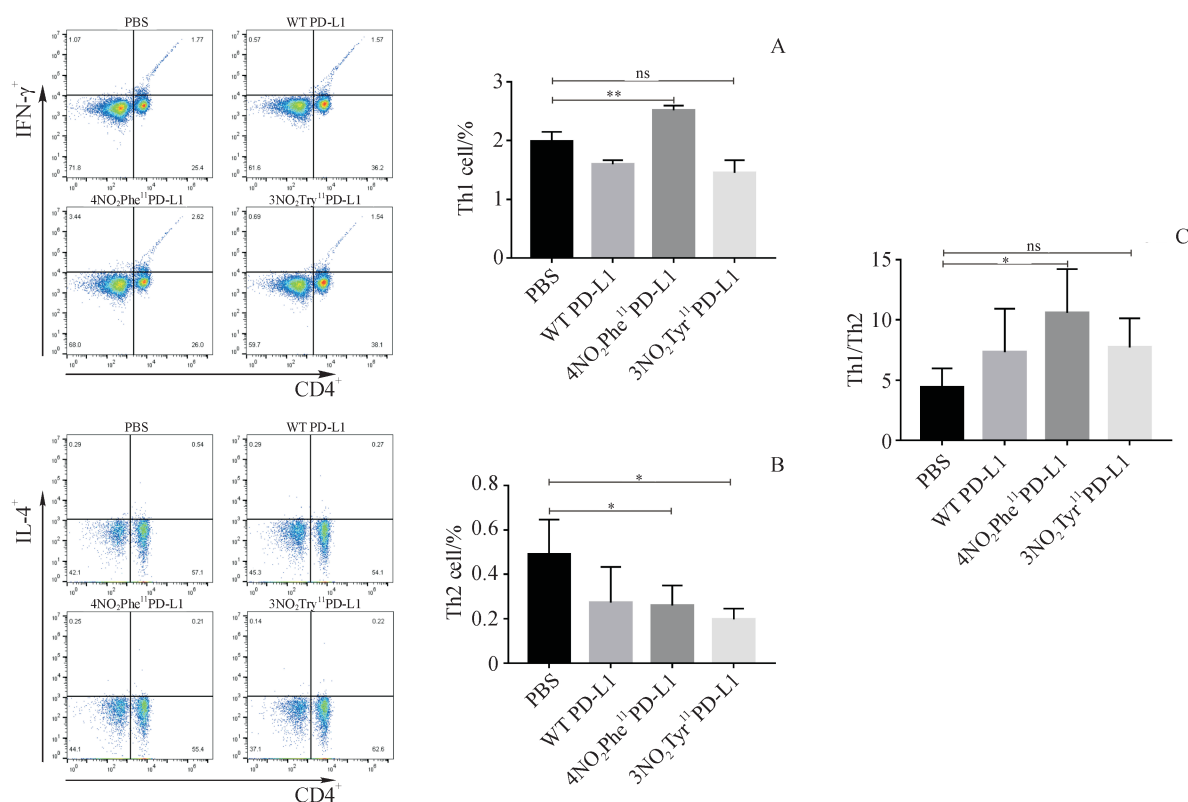 PBS
WT PD-L1
1.07
1.77
0.57
1.57
71.8
25.4
61.6
36.2
4NO₂Phe¹¹PD-L1
3NO₂Try¹¹PD-L1
3.44
2.62
0.69
1.54
68.0
26.0
59.7
38.1
IFN-γ⁺
CD4⁺
A
ns
**
3
2
1
0
Th1 cell/%
PBS
WT PD-L1
4NO₂Phe¹¹PD-L1
3NO₂Tyr¹¹PD-L1
C
ns
*
15
10
5
0
Th1/Th2
PBS
WT PD-L1
4NO₂Phe¹¹PD-L1
3NO₂Tyr¹¹PD-L1
PBS
WT PD-L1
0.29
0.54
0.29
0.27
42.1
57.1
45.3
54.1
4NO₂Phe¹¹PD-L1
3NO₂Try¹¹PD-L1
0.25
0.21
0.14
0.22
44.1
55.4
37.1
62.6
IL-4⁺
CD4⁺
B
*
*
0.8
0.6
0.4
0.2
0
Th2 cell/%
PBS
WT PD-L1
4NO₂Phe¹¹PD-L1
3NO₂Tyr¹¹PD-L1